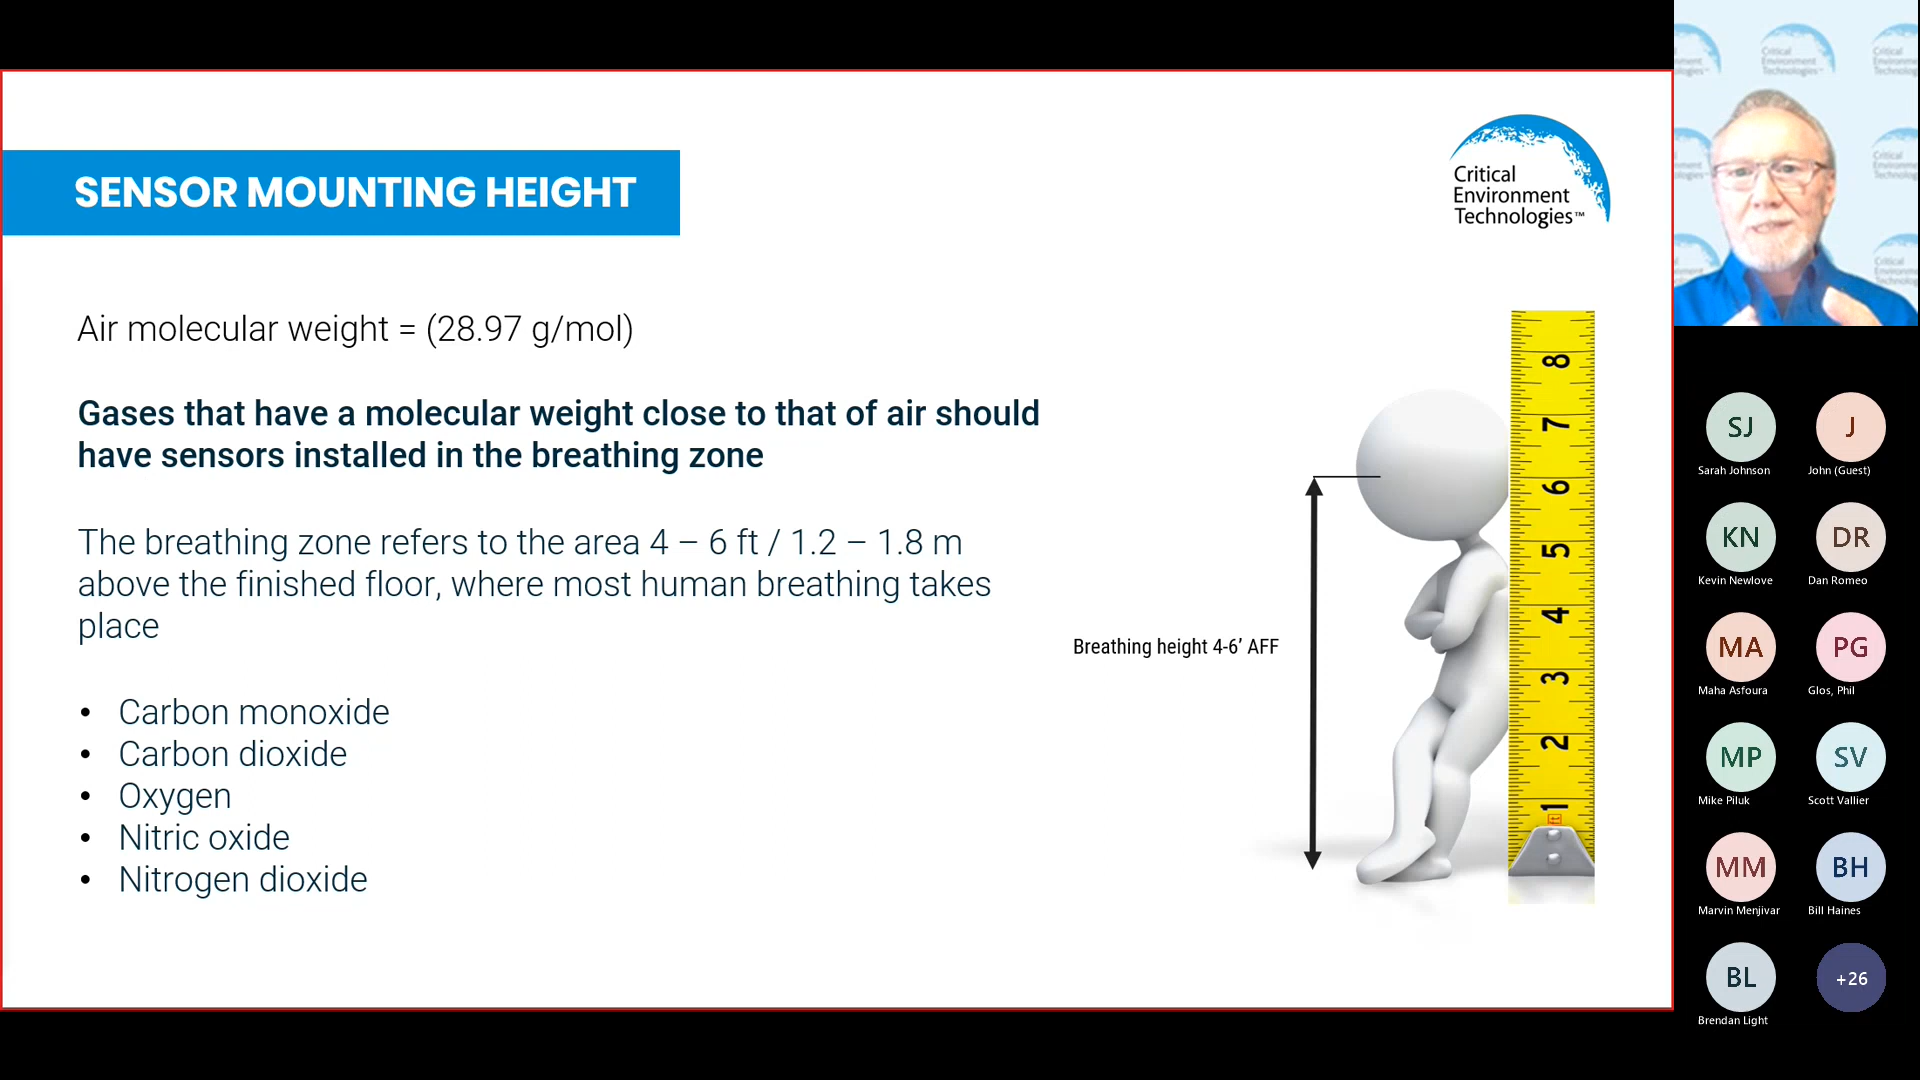 SENSOR MOUNTING HEIGHT
Critical
Environment
Technologies™
Air molecular weight = (28.97 g/mol)
Gases that have a molecular weight close to that of air should
have sensors installed in the breathing zone
The breathing zone refers to the area 4 – 6 ft / 1.2 – 1.8 m
above the finished floor, where most human breathing takes
place
• Carbon monoxide
• Carbon dioxide
• Oxygen
• Nitric oxide
• Nitrogen dioxide
Breathing height 4-6’ AFF
8
7
6
5
4
3
2
1
Critical
Environment
Technologies™
SJ
Sarah Johnson
J
John (Guest)
KN
Kevin Newlove
DR
Dan Romeo
MA
Maha Asfoura
PG
Glos, Phil
MP
Mike Piluk
SV
Scott Vallier
MM
Marvin Menjivar
BH
Bill Haines
BL
Brendan Light
+26